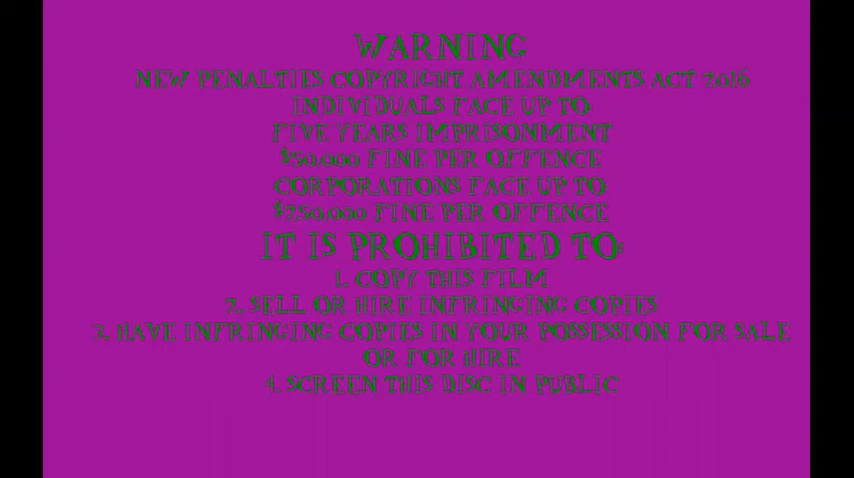 WARNING
NEW PENALTIES COPYRIGHT AMENDMENTS ACT 2016
INDIVIDUALS FACE UP TO
FIVE YEARS IMPRISONMENT
$50,000 FINE PER OFFENCE
CORPORATIONS FACE UP TO
$250,000 FINE PER OFFENCE
IT IS PROHIBITED TO:
1. COPY THIS FILM
2. SELL OR HIRE INFRINGING COPIES
3. HAVE INFRINGING COPIES IN YOUR POSSESSION FOR SALE
OR FOR HIRE
4. SCREEN THIS DISC IN PUBLIC